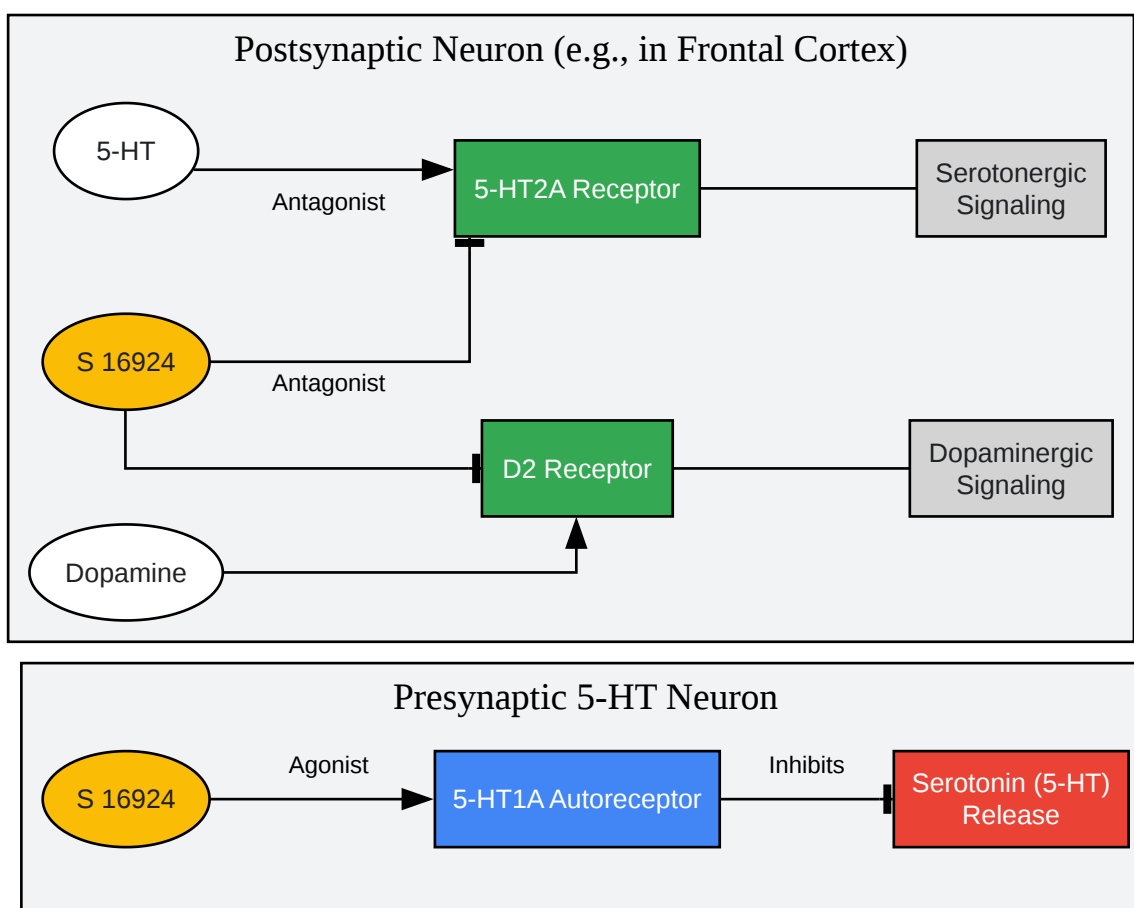 Postsynaptic Neuron (e.g., in Frontal Cortex)
5-HT
Antagonist
5-HT2A Receptor
Serotonergic
Signaling
S 16924
Antagonist
D2 Receptor
Dopaminergic
Signaling
Dopamine
Presynaptic 5-HT Neuron
S 16924
Agonist
5-HT1A Autoreceptor
Inhibits
Serotonin (5-HT)
Release